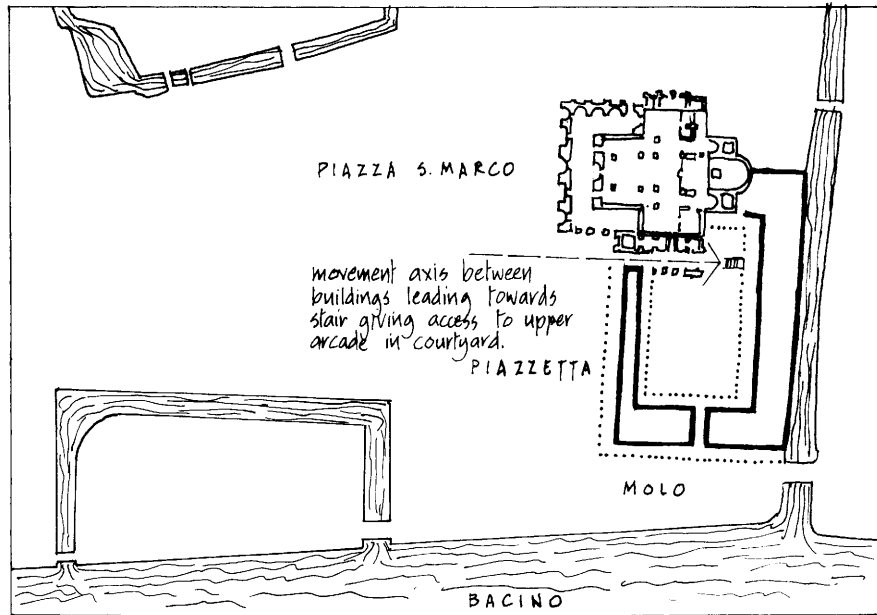 PIAZZA S. MARCO
movement axis between
buildings leading towards
stair giving access to upper
arcade in courtyard.
PIAZZETTA
MOLO
BACINO